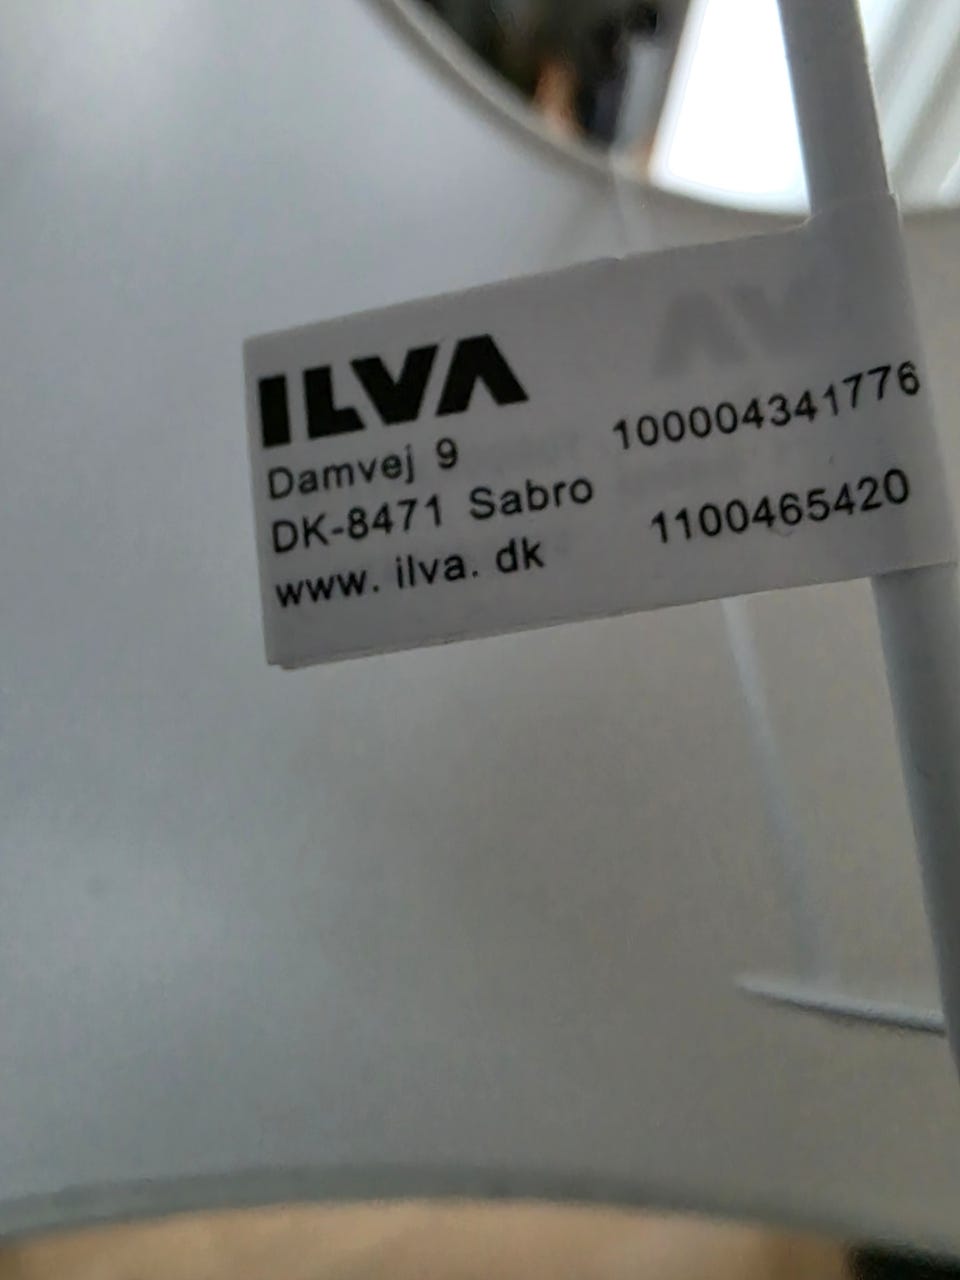 ILVA
Damvej 9
DK-8471 Sabro
www. ilva. dk
100004341776
1100465420